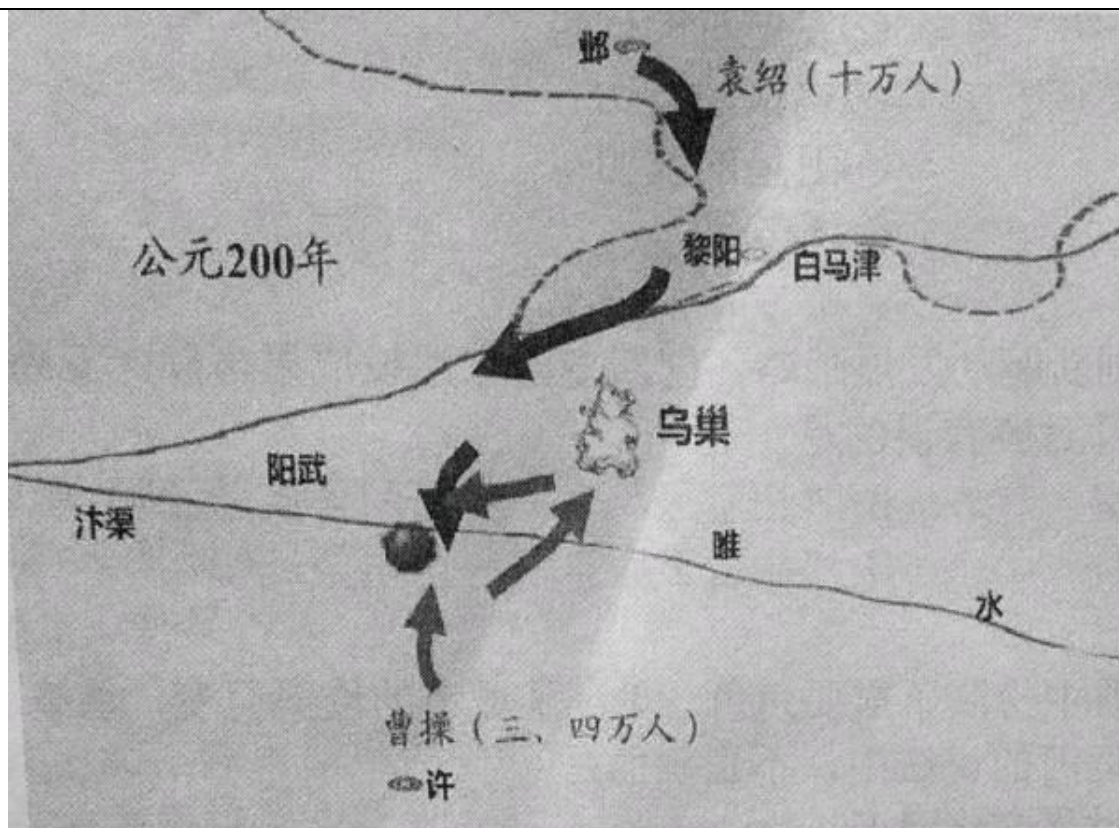 邺
袁绍（十万人）
公元200年
黎阳
白马津
乌巢
阳武
汴渠
睢
水
曹操（三、四万人）
许